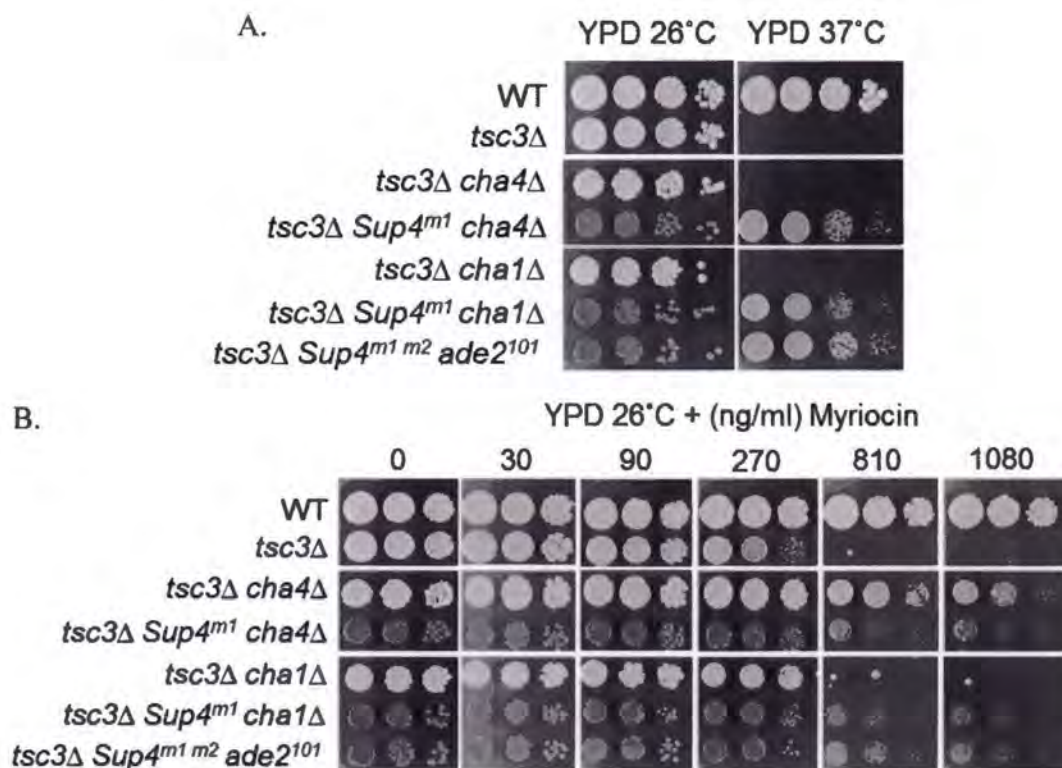 A.
YPD 26°C YPD 37°C
WT
tsc3Δ
tsc3Δ cha4Δ
tsc3Δ Sup4ᵐ¹ cha4Δ
tsc3Δ cha1Δ
tsc3Δ Sup4ᵐ¹ cha1Δ
tsc3Δ Sup4ᵐ¹ ᵐ² ade2¹⁰¹
B.
YPD 26°C + (ng/ml) Myriocin
0 30 90 270 810 1080
WT
tsc3Δ
tsc3Δ cha4Δ
tsc3Δ Sup4ᵐ¹ cha4Δ
tsc3Δ cha1Δ
tsc3Δ Sup4ᵐ¹ cha1Δ
tsc3Δ Sup4ᵐ¹ ᵐ² ade2¹⁰¹